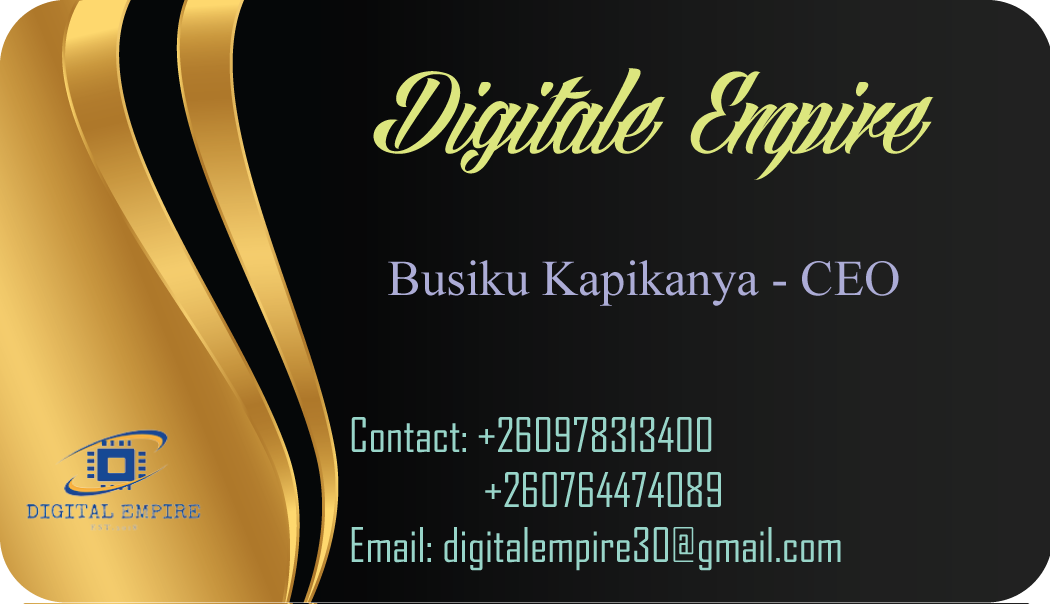 Digitale Empire
Busiku Kapikanya - CEO
Contact: +260978313400
+260764474089
Email: digitalempire30@gmail.com
DIGITAL EMPIRE